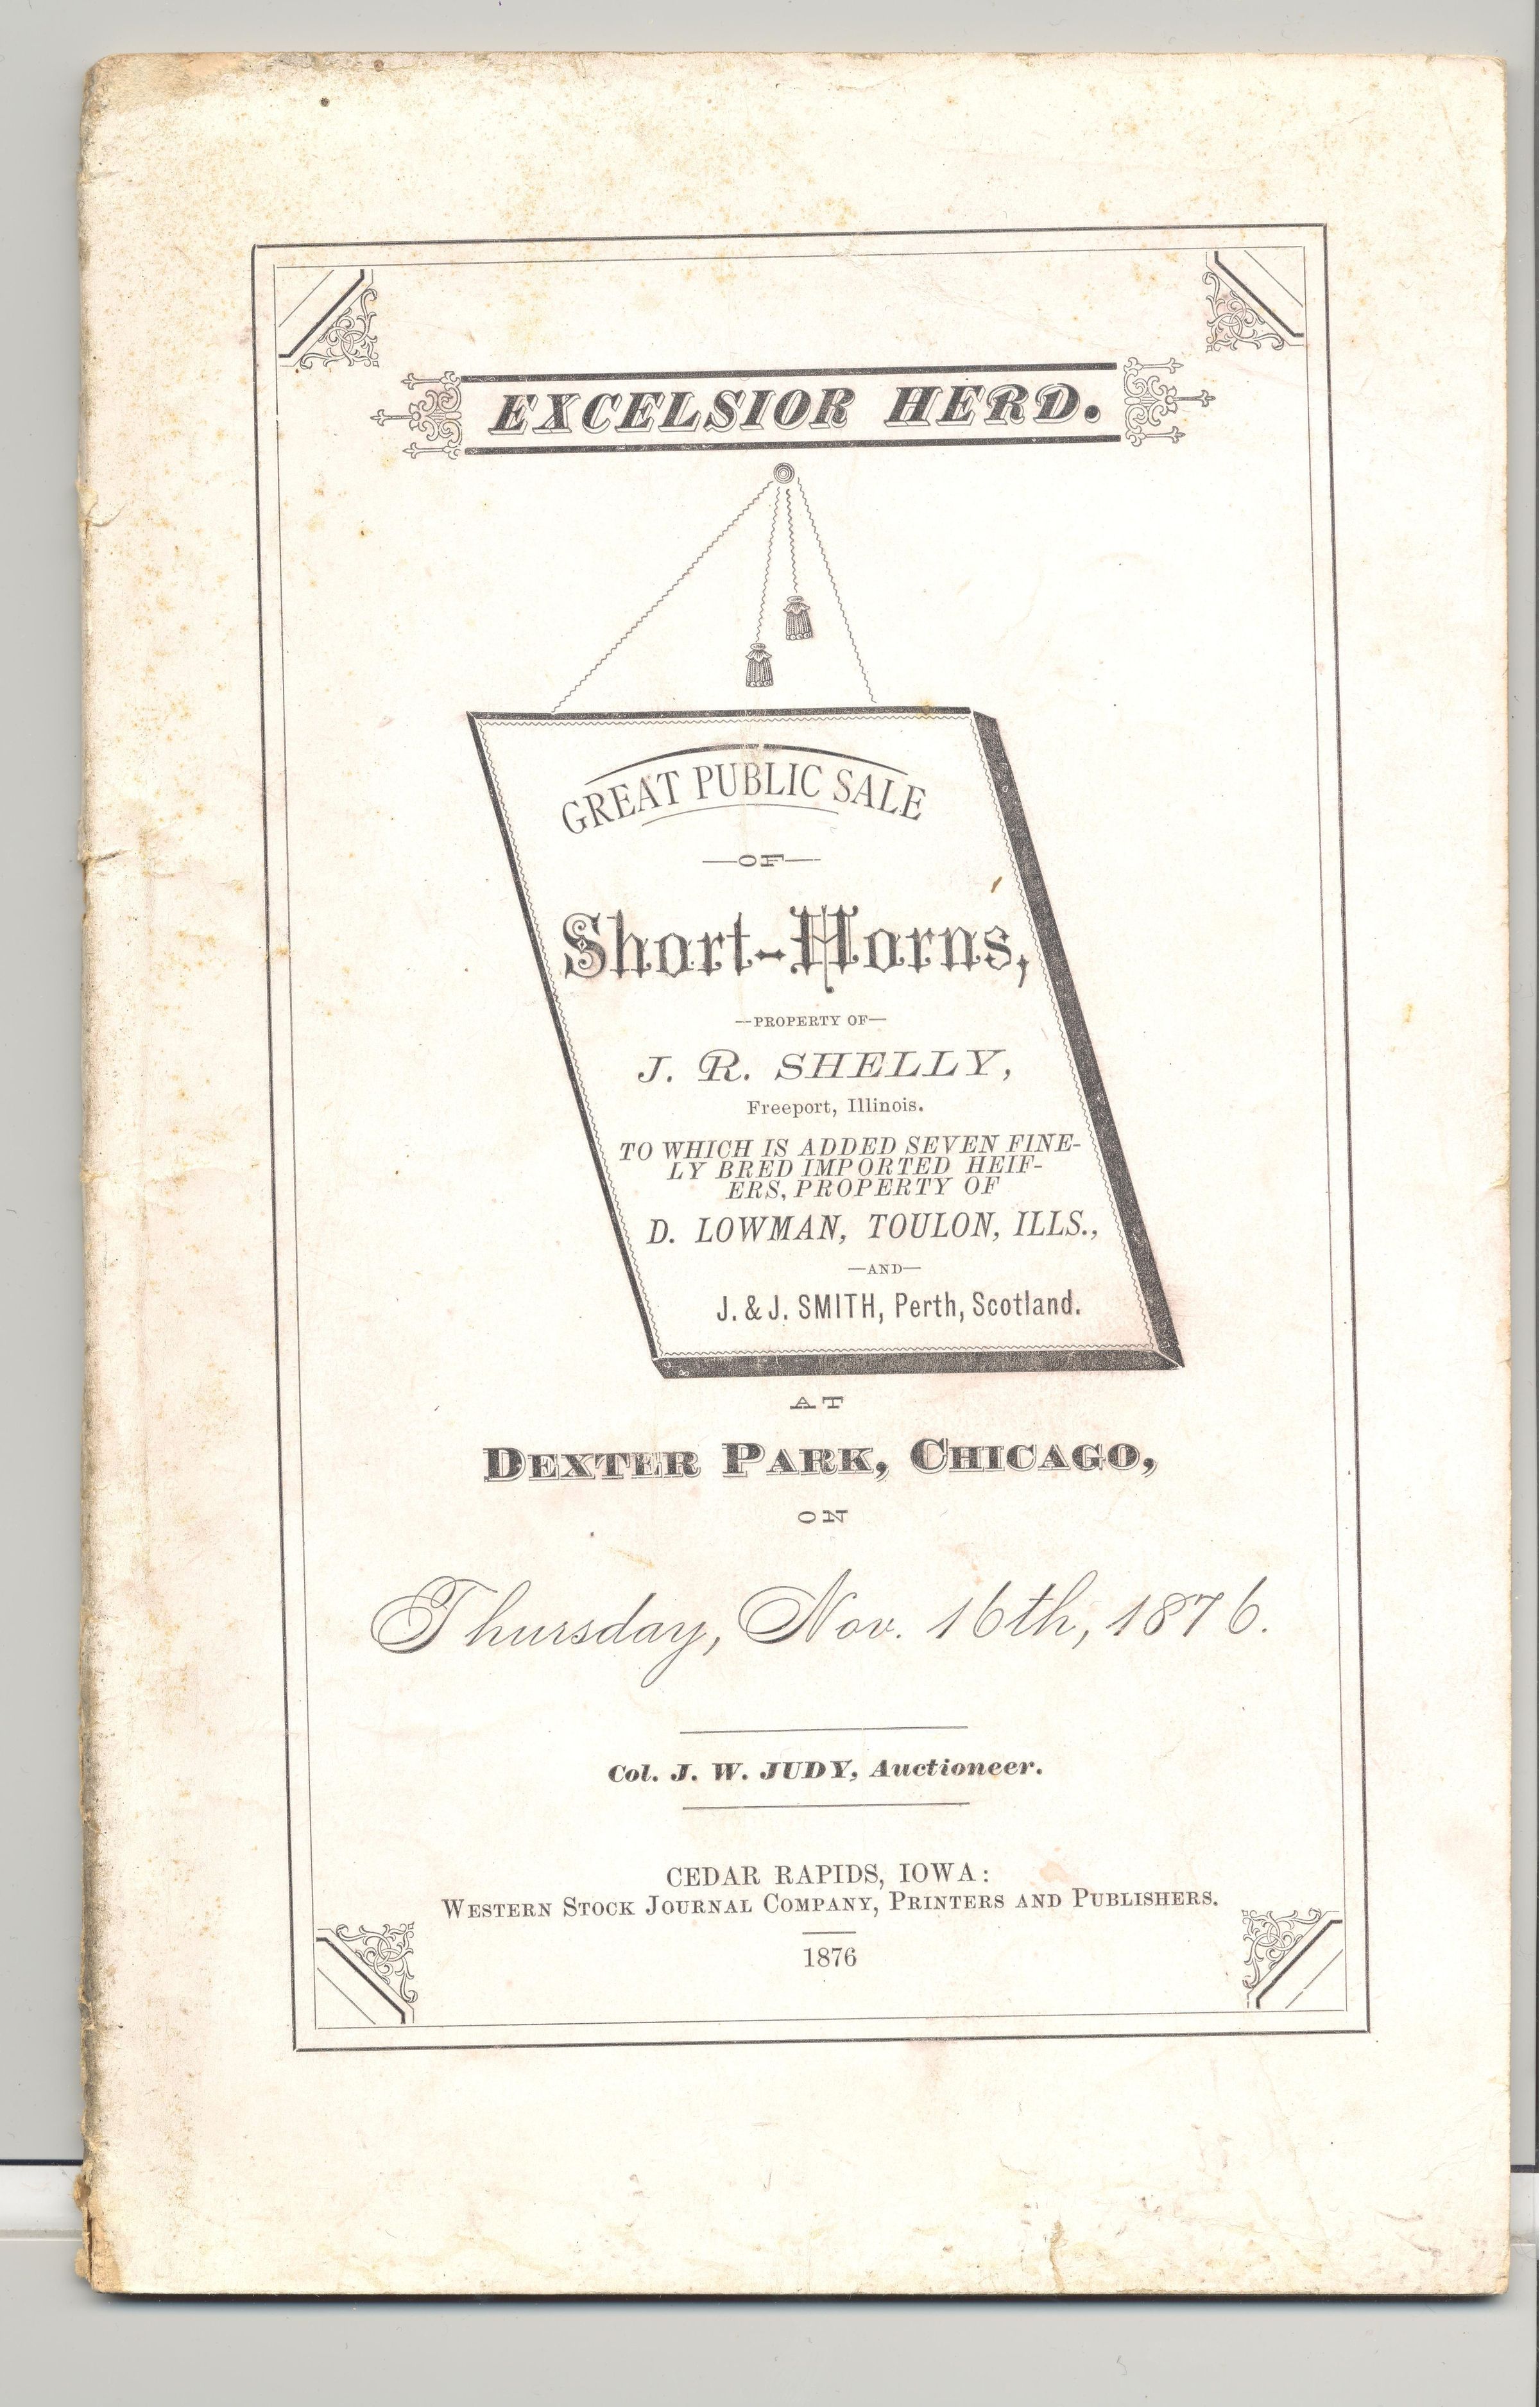 EXCELSIOR HERD.
GREAT PUBLIC SALE
—OF—
Short-Horns,
—PROPERTY OF—
J. R. SHELLY,
Freeport, Illinois.
TO WHICH IS ADDED SEVEN FINE-
LY BRED IMPORTED HEIF-
ERS, PROPERTY OF
D. LOWMAN, TOULON, ILLS.,
—AND—
J. & J. SMITH, Perth, Scotland.
AT
DEXTER PARK, CHICAGO,
ON
Thursday, Nov. 16th, 1876.
Col. J. W. JUDY, Auctioneer.
CEDAR RAPIDS, IOWA:
WESTERN STOCK JOURNAL COMPANY, PRINTERS AND PUBLISHERS.
1876